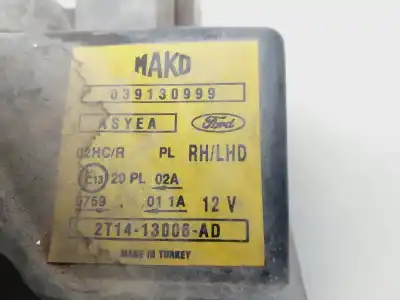 MAKO
039130999
ASYEA Ford
02HC/R PL RH/LHD
E13 20 PL 02A
6759 . 01 1A 12 V
2T14-13006-AD
MADE IN TURKEY